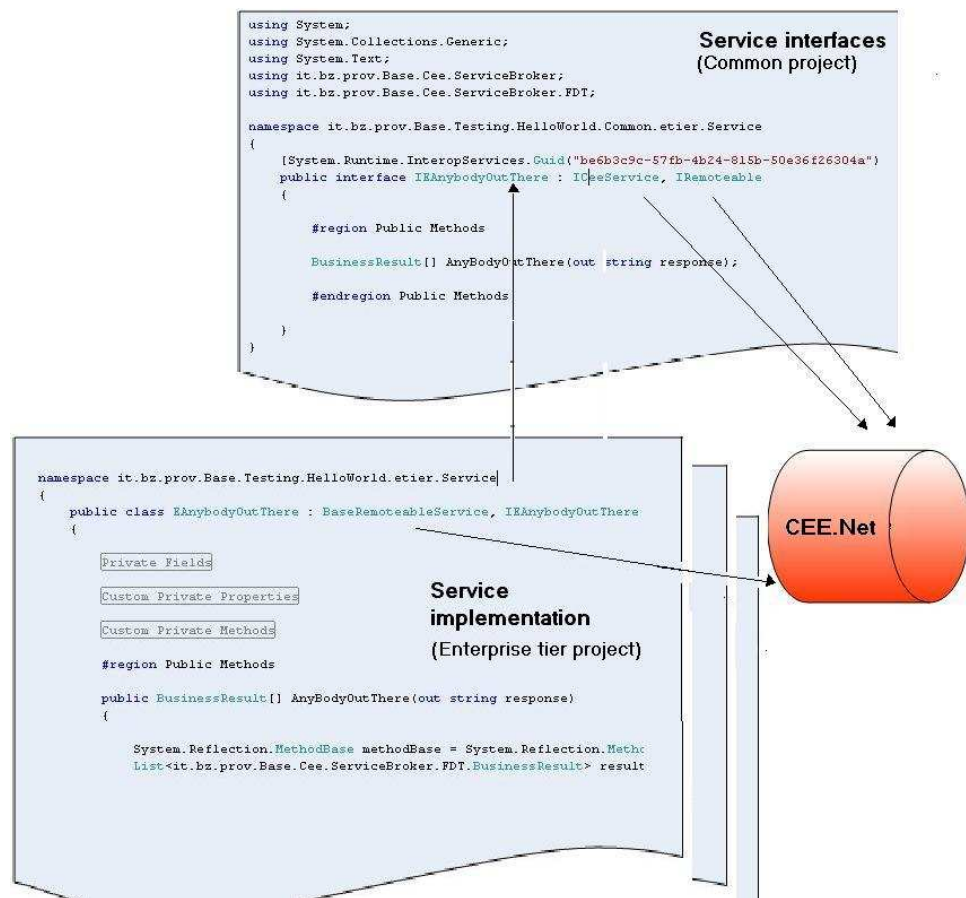 using System;
using System.Collections.Generic;
using System.Text;
using it.bz.prov.Base.Cee.ServiceBroker;
using it.bz.prov.Base.Cee.ServiceBroker.FDT;
Service interfaces
(Common project)
namespace it.bz.prov.Base.Testing.HelloWorld.Common.etier.Service
{
[System.Runtime.InteropServices.Guid("be6b3c9c-57fb-4b24-815b-50e36f26304a")
public interface IEAnybodyOutThere : ICeeService, IRemoteable
{
#region Public Methods
BusinessResult[] AnyBodyOutThere(out string response);
#endregion Public Methods
}
}
namespace it.bz.prov.Base.Testing.HelloWorld.etier.Service
{
public class EAnybodyOutThere : BaseRemoteableService, IEAnybodyOutThere
{
Private Fields
Custom Private Properties
Custom Private Methods
Service
implementation
(Enterprise tier project)
#region Public Methods
public BusinessResult[] AnyBodyOutThere(out string response)
{
System.Reflection.MethodBase methodBase = System.Reflection.Metho
List<it.bz.prov.Base.Cee.ServiceBroker.FDT.BusinessResult> result
CEE.Net